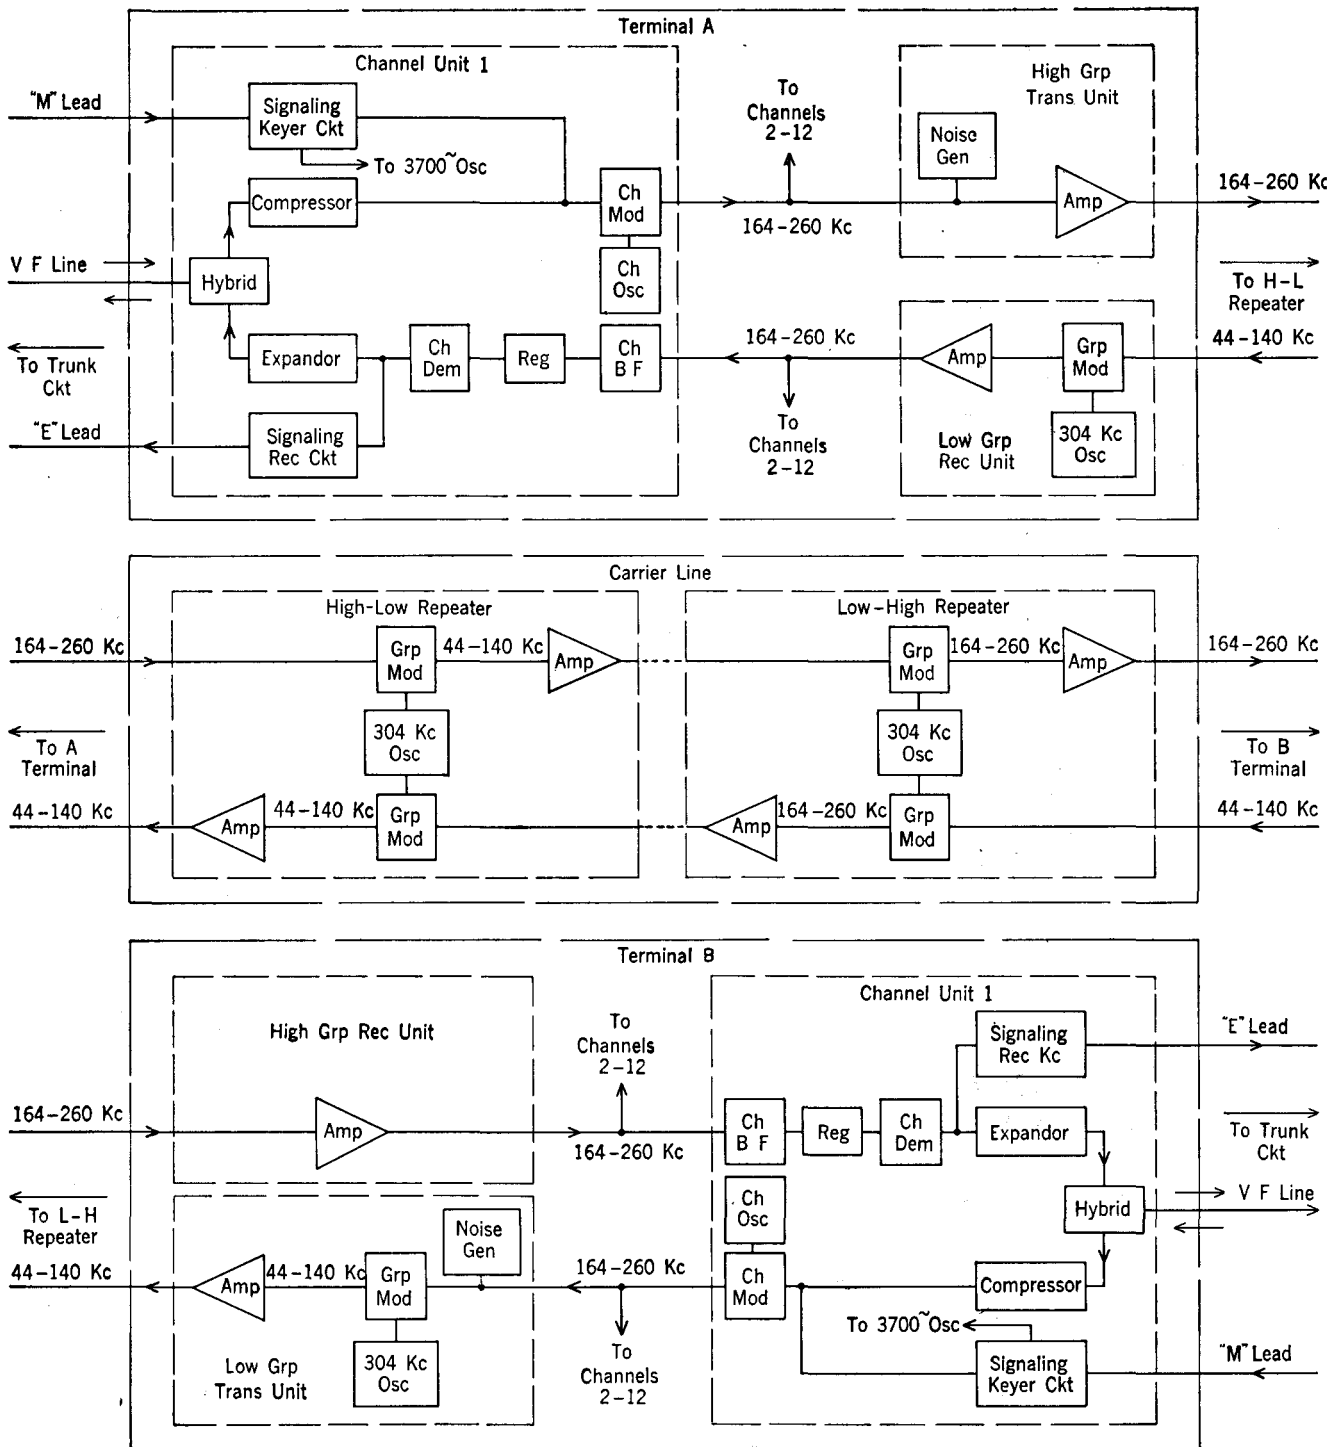 Terminal A
Channel Unit 1
High Grp
Trans Unit
"M" Lead
Signaling
Keyer Ckt
To 3700~ Osc
To
Channels
2-12
Noise
Gen
Compressor
Ch
Mod
164-260 Kc
Amp
164-260 Kc
V F Line
Hybrid
Ch
Osc
To H-L
Repeater
To Trunk
Ckt
Expandor
Ch
Dem
Reg
Ch
B F
164-260 Kc
Amp
Grp
Mod
44-140 Kc
"E" Lead
Signaling
Rec Ckt
To
Channels
2-12
Low Grp
Rec Unit
304 Kc
Osc
Carrier Line
High-Low Repeater
Low-High Repeater
164-260 Kc
Grp
Mod
44-140 Kc
Amp
Grp
Mod
164-260 Kc
Amp
164-260 Kc
To A
Terminal
304 Kc
Osc
304 Kc
Osc
To B
Terminal
44-140 Kc
Amp
44-140 Kc
Grp
Mod
Amp
164-260 Kc
Grp
Mod
44-140 Kc
Terminal B
High Grp Rec Unit
To
Channels
2-12
Channel Unit 1
Signaling
Rec Kc
"E" Lead
164-260 Kc
Amp
164-260 Kc
Ch
B F
Reg
Ch
Dem
Expandor
To Trunk
Ckt
To L-H
Repeater
Noise
Gen
Ch
Osc
Hybrid
V F Line
44-140 Kc
Amp
44-140 Kc
Grp
Mod
164-260 Kc
Ch
Mod
Compressor
Low Grp
Trans Unit
304 Kc
Osc
To
Channels
2-12
To 3700~Osc
Signaling
Keyer Ckt
"M" Lead